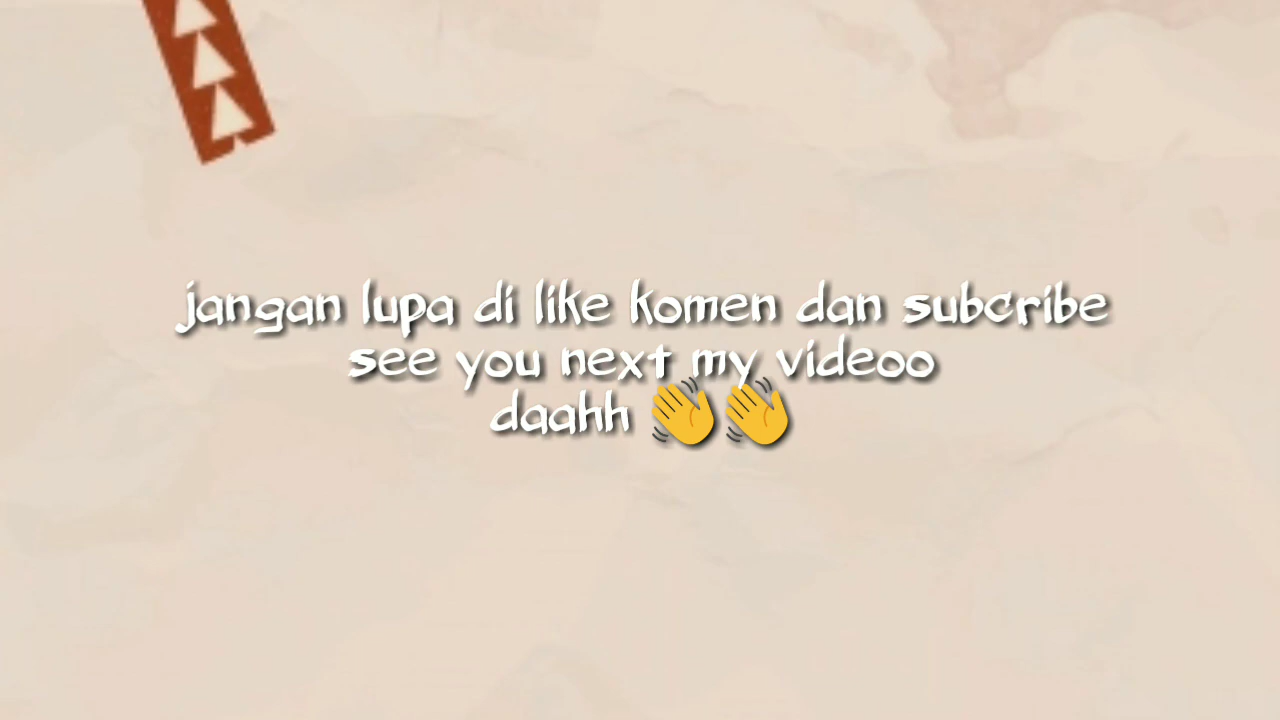 jangan lupa di like komen dan subcribe
see you next my videoo
daahh 👋👋